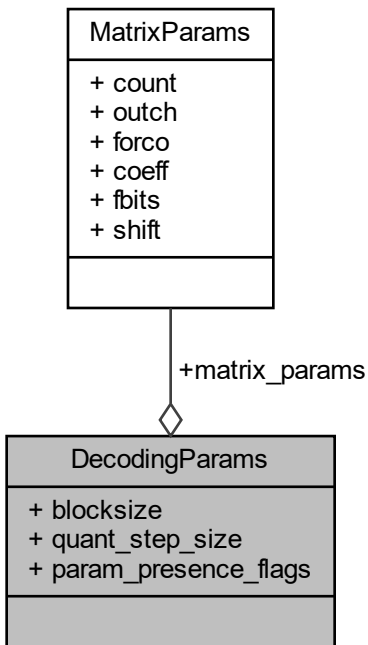 MatrixParams
+ count
+ outch
+ forco
+ coeff
+ fbits
+ shift
+matrix_params
DecodingParams
+ blocksize
+ quant_step_size
+ param_presence_flags